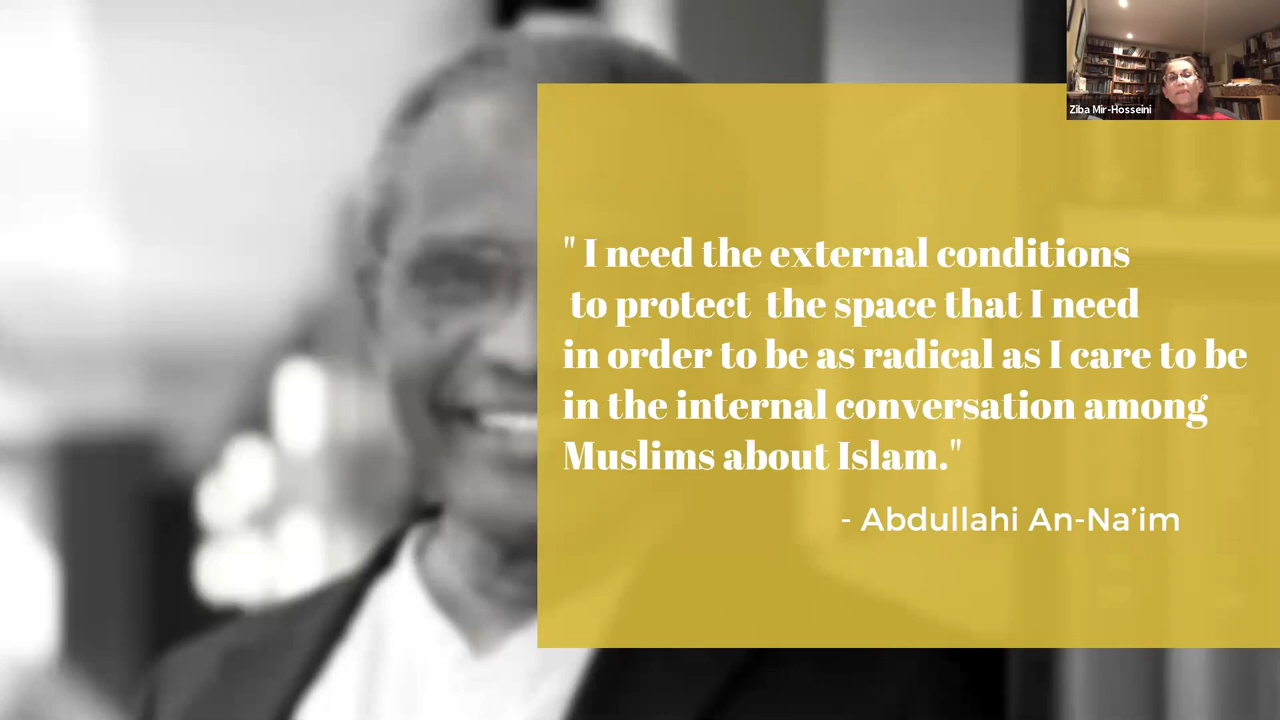 Ziba Mir-Hosseini
" I need the external conditions
to protect the space that I need
in order to be as radical as I care to be
in the internal conversation among
Muslims about Islam."
- Abdullahi An-Na’im